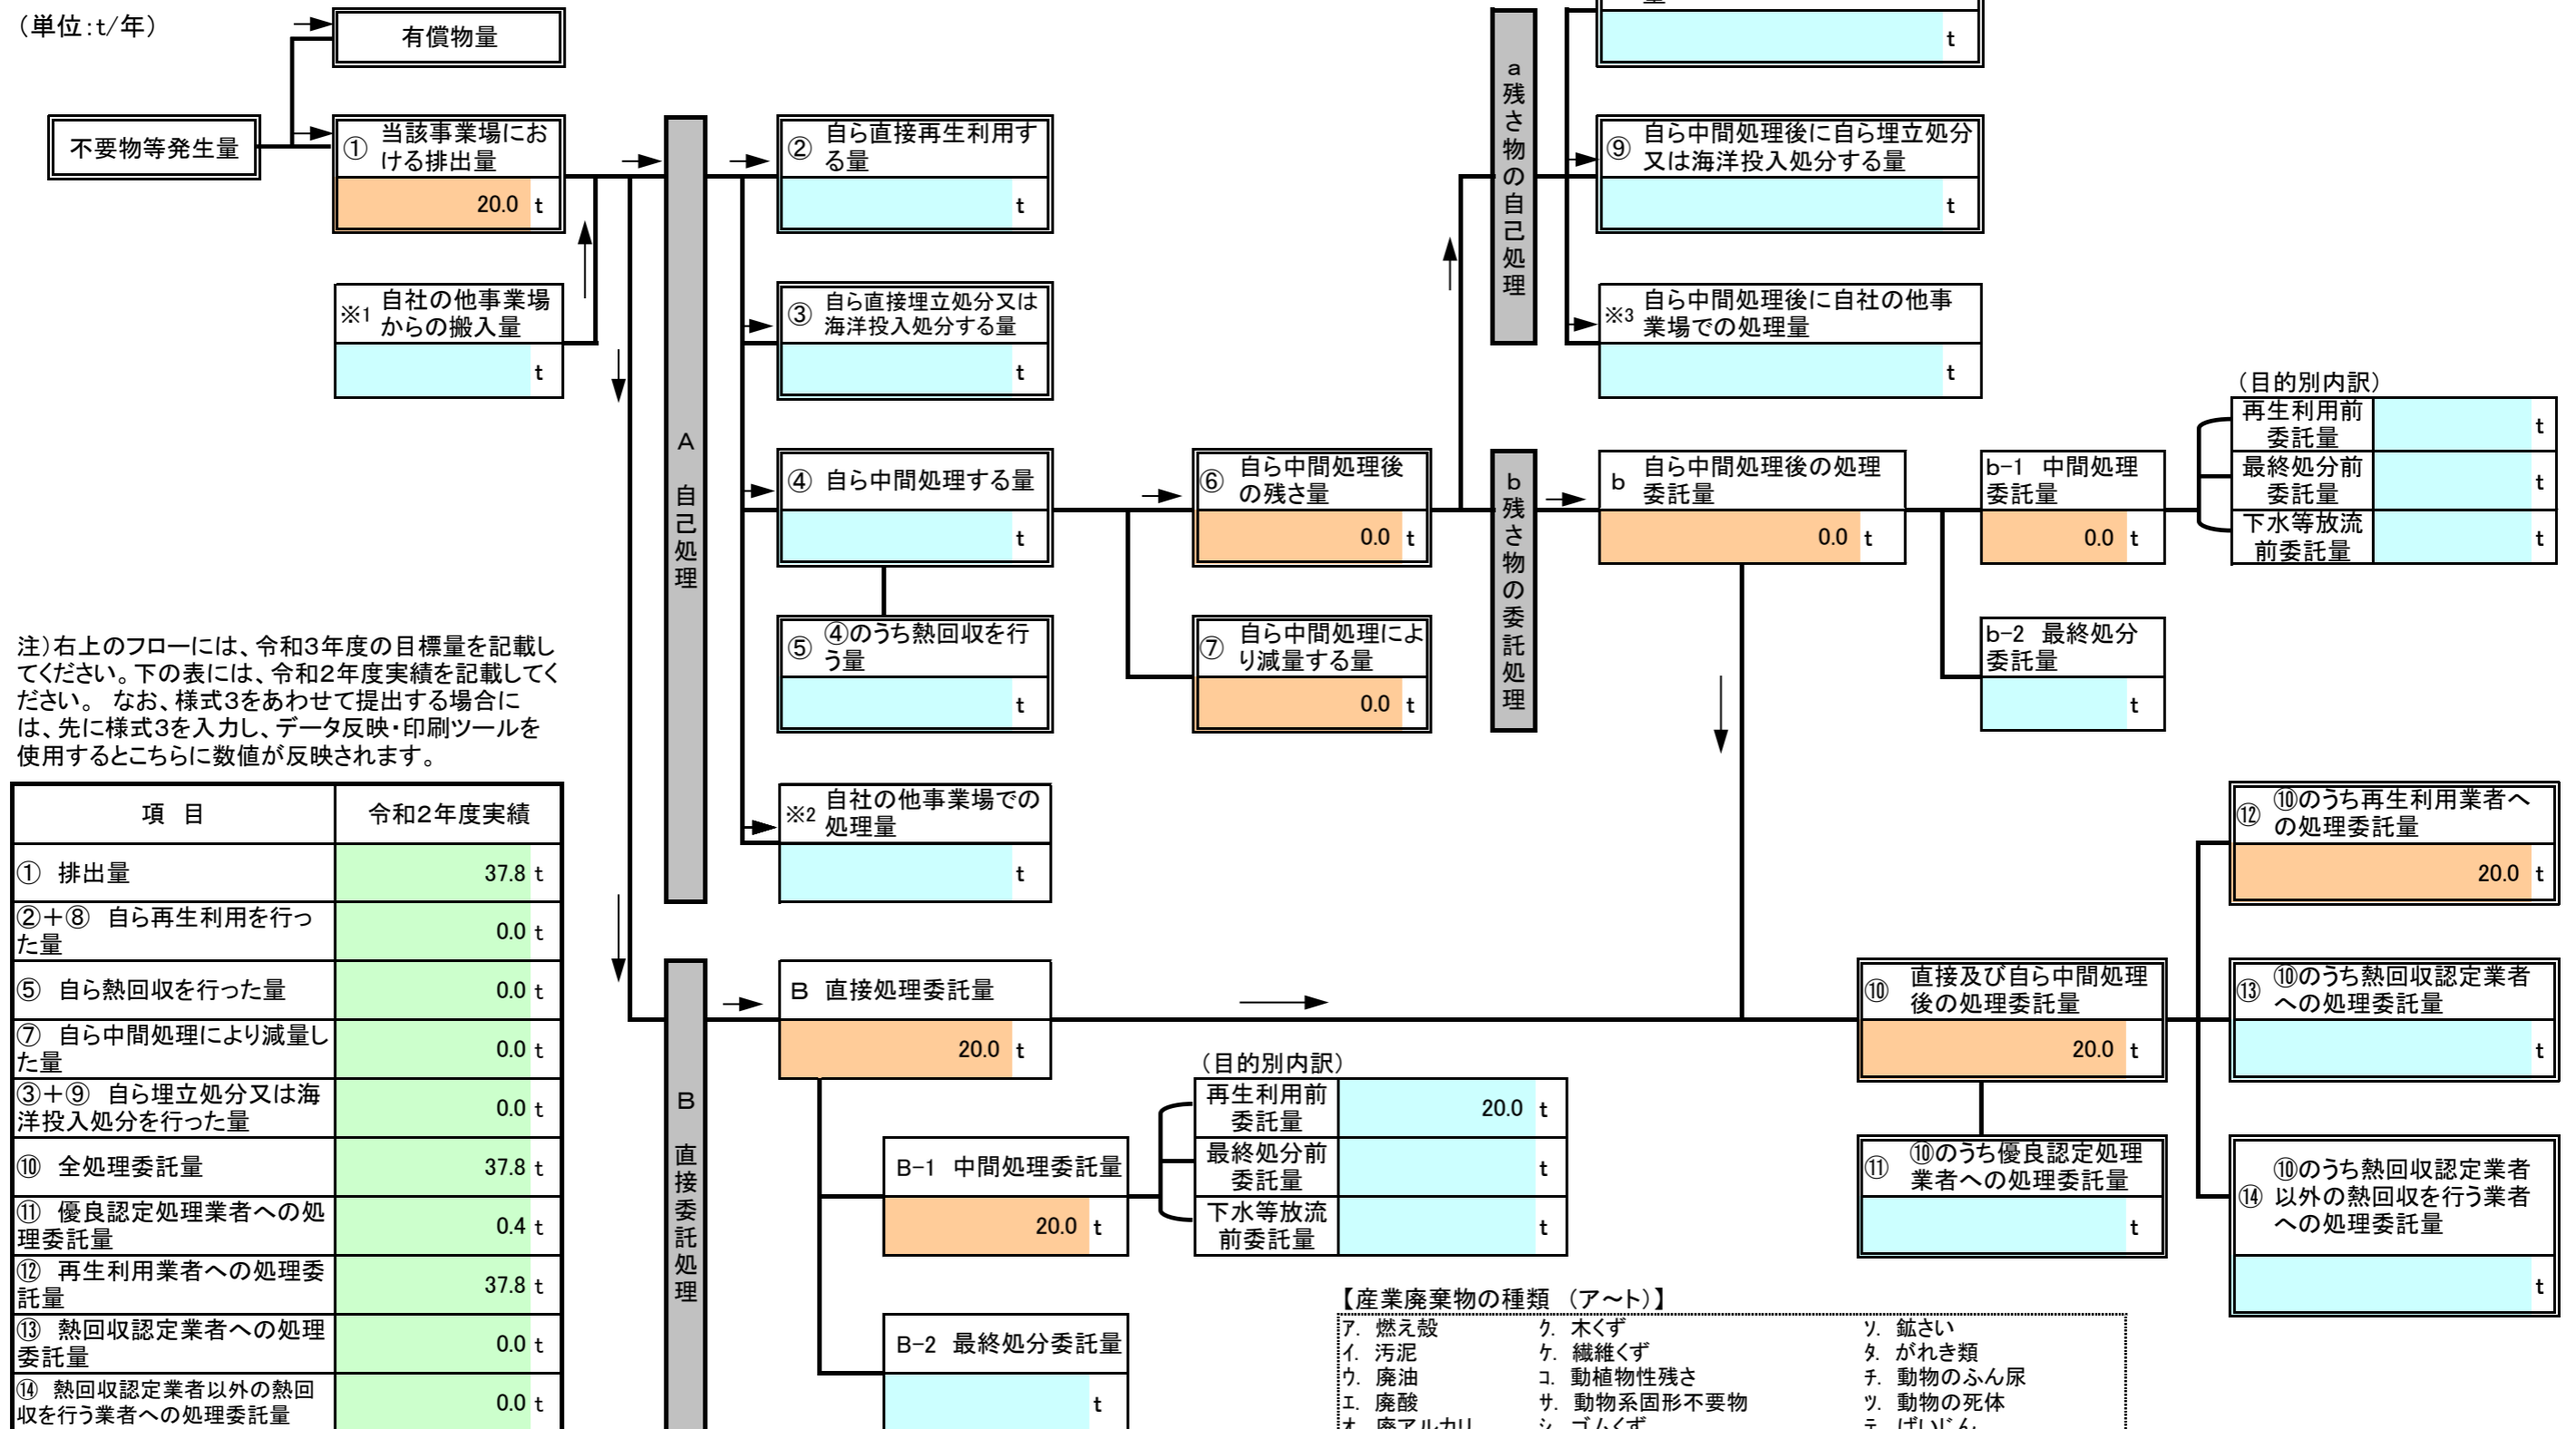 （単位：t/年）
有償物量
不要物等発生量
①
当該事業場にお
ける排出量
20.0 t
※1
自社の他事業場
からの搬入量
t
A 自己処理
②
自ら直接再生利用す
る量
t
③
自ら直接埋立処分又は
海洋投入処分する量
t
④
自ら中間処理する量
t
⑤
④のうち熱回収を行
う量
t
※2
自社の他事業場での
処理量
t
⑥
自ら中間処理後
の残さ量
0.0 t
⑦
自ら中間処理によ
り減量する量
0.0 t
a 残さ物の自己処理
量
t
⑨
自ら中間処理後に自ら埋立処分
又は海洋投入処分する量
t
※3
自ら中間処理後に自社の他事
業場での処理量
t
b 残さ物の委託処理
b
自ら中間処理後の処理
委託量
0.0 t
b-1 中間処理
委託量
0.0 t
b-2 最終処分
委託量
t
（目的別内訳）
再生利用前
委託量
t
最終処分前
委託量
t
下水等放流
前委託量
t
注）右上のフローには、令和３年度の目標量を記載し
てください。下の表には、令和２年度実績を記載してく
ださい。 なお、様式３をあわせて提出する場合に
は、先に様式３を入力し、データ反映・印刷ツールを
使用するとこちらに数値が反映されます。
項 目 令和２年度実績
① 排出量 37.8 t
②＋⑧ 自ら再生利用を行っ
た量 0.0 t
⑤ 自ら熱回収を行った量 0.0 t
⑦ 自ら中間処理により減量し
た量 0.0 t
③＋⑨ 自ら埋立処分又は海
洋投入処分を行った量 0.0 t
⑩ 全処理委託量 37.8 t
⑪ 優良認定処理業者への処
理委託量 0.4 t
⑫ 再生利用業者への処理委
託量 37.8 t
⑬ 熱回収認定業者への処理
委託量 0.0 t
⑭ 熱回収認定業者以外の熱回
収を行う業者への処理委託量 0.0 t
B 直接委託処理
B 直接処理委託量
20.0 t
B-1 中間処理委託量
20.0 t
B-2 最終処分委託量
t
（目的別内訳）
再生利用前
委託量
20.0 t
最終処分前
委託量
t
下水等放流
前委託量
t
⑩
直接及び自ら中間処理
後の処理委託量
20.0 t
⑪
⑩のうち優良認定処理
業者への処理委託量
t
⑫
⑩のうち再生利用業者へ
の処理委託量
20.0 t
⑬
⑩のうち熱回収認定業者
への処理委託量
t
⑭
⑩のうち熱回収認定業者
以外の熱回収を行う業者
への処理委託量
t
【産業廃棄物の種類 （ア～ト）】
ア. 燃え殻 ク. 木くず ソ. 鉱さい
イ. 汚泥 ケ. 繊維くず タ. がれき類
ウ. 廃油 コ. 動植物性残さ チ. 動物のふん尿
エ. 廃酸 サ. 動物系固形不要物 ツ. 動物の死体
オ. 廃アルカリ シ. ゴムくず テ. ばいじん